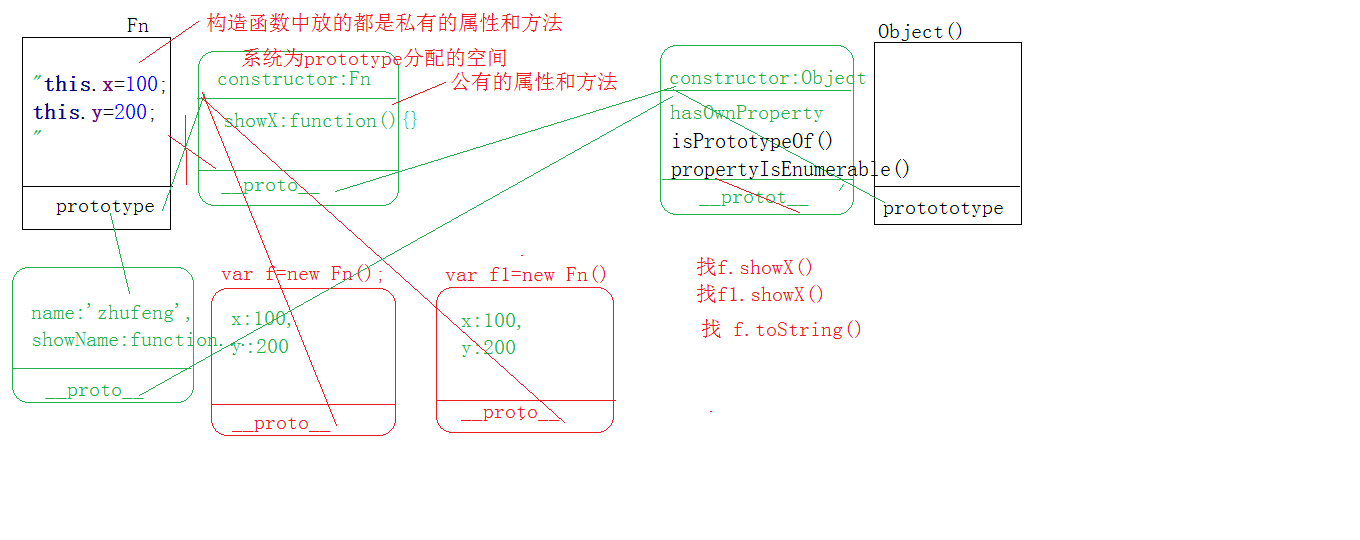 Fn
构造函数中放的都是私有的属性和方法
"this.x=100;
this.y=200;
"
prototype
系统为prototype分配的空间
constructor:Fn
公有的属性和方法
showX:function(){}
__proto__
constructor:Object
hasOwnProperty
isPrototypeOf()
propertyIsEnumerable()
__protot__
Object()
protototype
name:'zhufeng',
showName:function...
__proto__
var f=new Fn();
x:100,
y:200
__proto__
var f1=new Fn()
x:100,
y:200
__proto__
找f.showX()
找f1.showX()
找 f.toString()